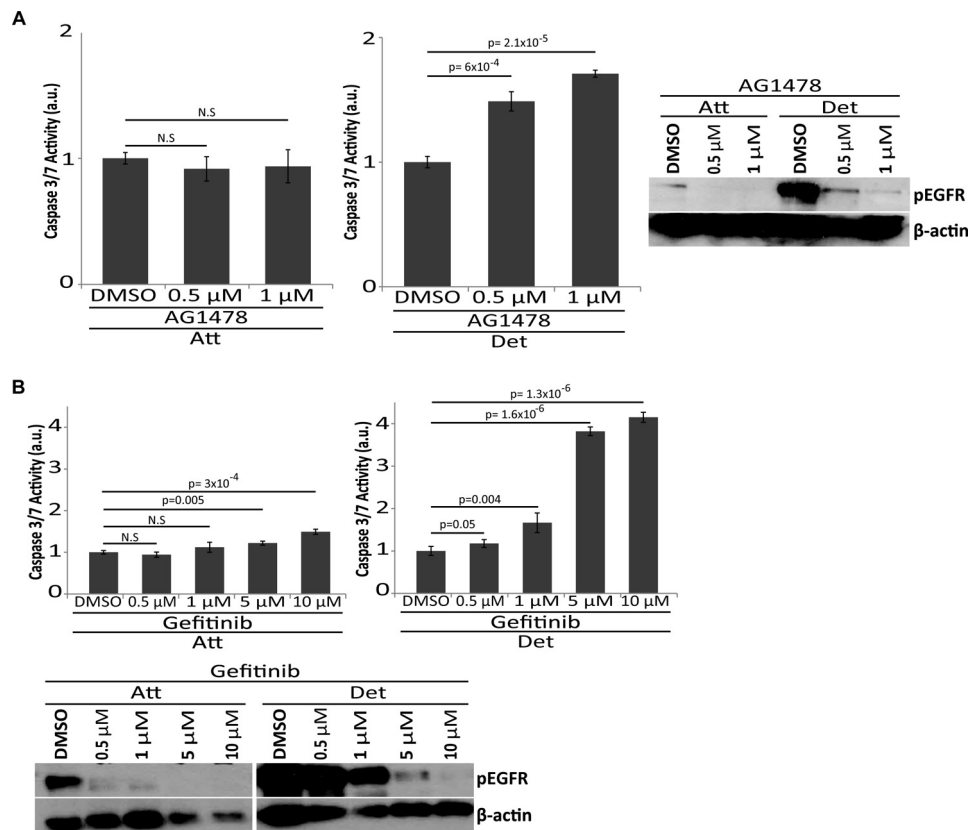 A
Caspase 3/7 Activity (a.u.)
2
1
0
N.S
N.S
DMSO 0.5 μM 1 μM
AG1478
Att
Caspase 3/7 Activity (a.u.)
2
1
0
p= 2.1x10⁻⁵
p= 6x10⁻⁴
DMSO 0.5 μM 1 μM
AG1478
Det
AG1478
Att Det
DMSO 0.5 μM 1 μM DMSO 0.5 μM 1 μM
pEGFR
β-actin
B
Caspase 3/7 Activity (a.u.)
4
3
2
1
0
p= 3x10⁻⁴
p=0.005
N.S
N.S
DMSO 0.5 μM 1 μM 5 μM 10 μM
Gefitinib
Att
Caspase 3/7 Activity (a.u.)
4
3
2
1
0
p= 1.3x10⁻⁶
p= 1.6x10⁻⁶
p=0.004
p=0.05
DMSO 0.5 μM 1 μM 5 μM 10 μM
Gefitinib
Det
Gefitinib
Att Det
DMSO 0.5 μM 1 μM 5 μM 10 μM DMSO 0.5 μM 1 μM 5 μM 10 μM
pEGFR
β-actin